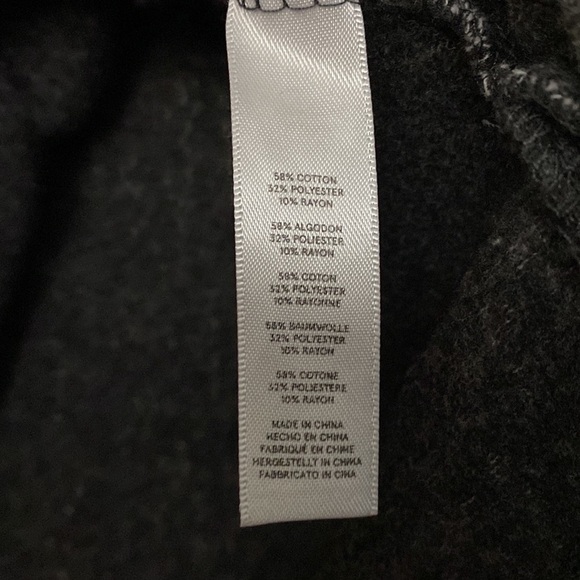 58% COTTON
32% POLYESTER
10% RAYON
58% ALGODON
32% POLIESTER
10% RAYON
58% COTON
32% POLYESTER
10% RAYONNE
58% BAUMWOLLE
32% POLYESTER
10% RAYON
58% COTONE
32% POLIESTERE
10% RAYON
MADE IN CHINA
HECHO EN CHINA
FABRIQUÉ EN CHINE
HERGESTELLT IN CHINA
FABBRICATO IN CINA